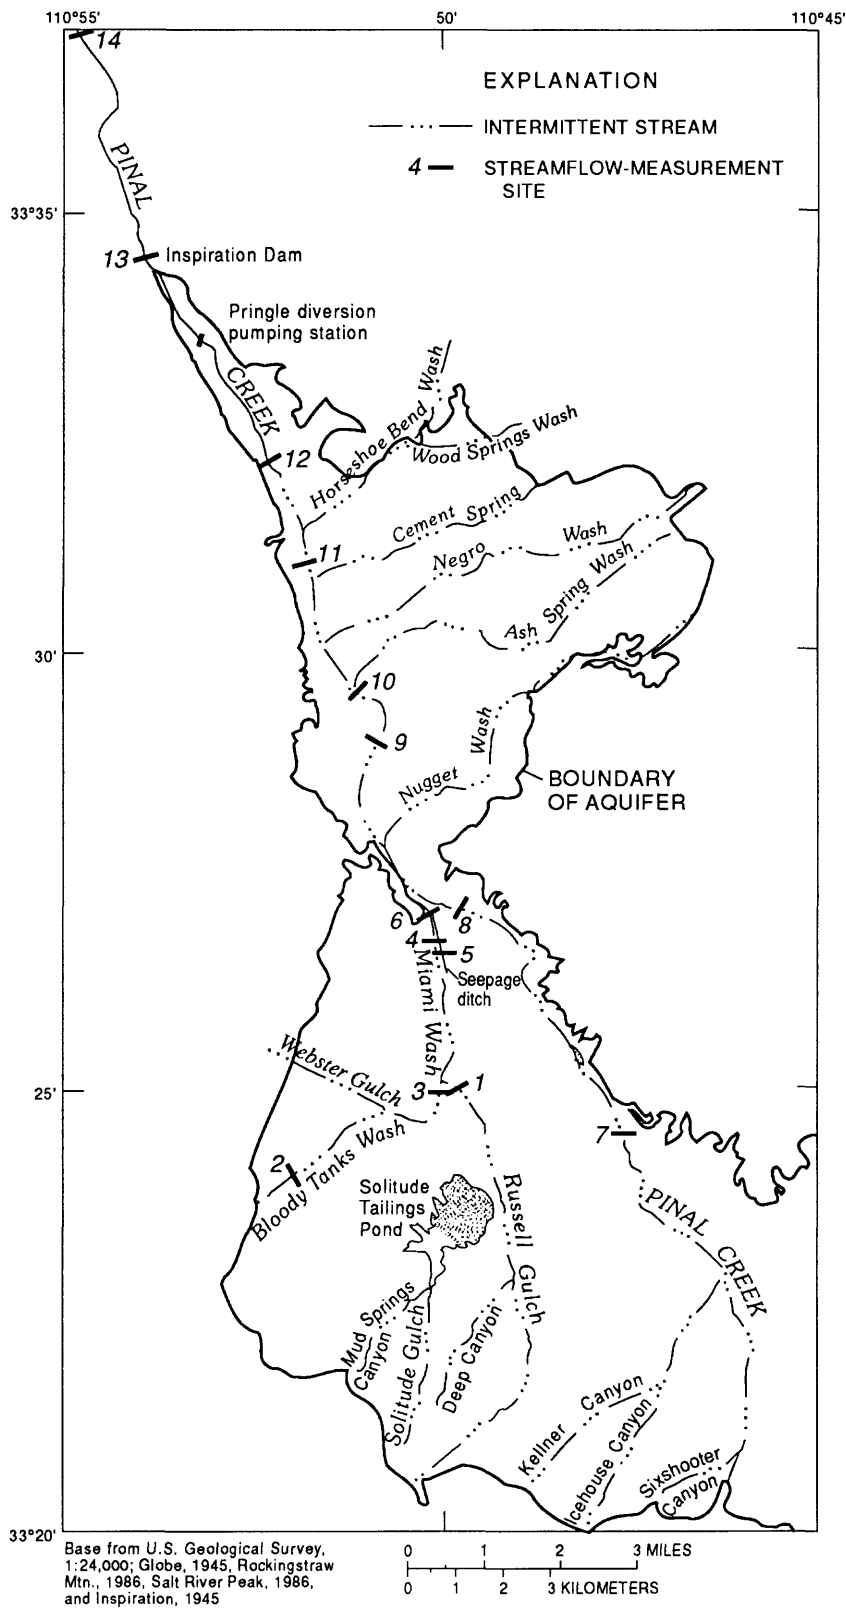 110°55'
50'
110°45'
14
EXPLANATION
INTERMITTENT STREAM
4
STREAMFLOW-MEASUREMENT
SITE
PINAL
33°35'
13
Inspiration Dam
Pringle diversion
pumping station
CREEK
Horseshoe Bend Wash
Wood Springs Wash
12
Cement Spring
11
Negro Wash
Ash Spring Wash
30'
10
9
Nugget Wash
BOUNDARY
OF AQUIFER
6
8
4
5
Miami Wash
Seepage
ditch
Webster Gulch
25'
3
1
7
2
Bloody Tanks Wash
Solitude
Tailings
Pond
Russell Gulch
PINAL CREEK
Mud Springs
Canyon
Solitude Gulch
Deep Canyon
Kellner Canyon
Icehouse Canyon
Sixshooter
Canyon
33°20'
Base from U.S. Geological Survey,
1:24,000; Globe, 1945, Rockingstraw
Mtn., 1986, Salt River Peak, 1986,
and Inspiration, 1945
0 1 2 3 MILES
0 1 2 3 KILOMETERS